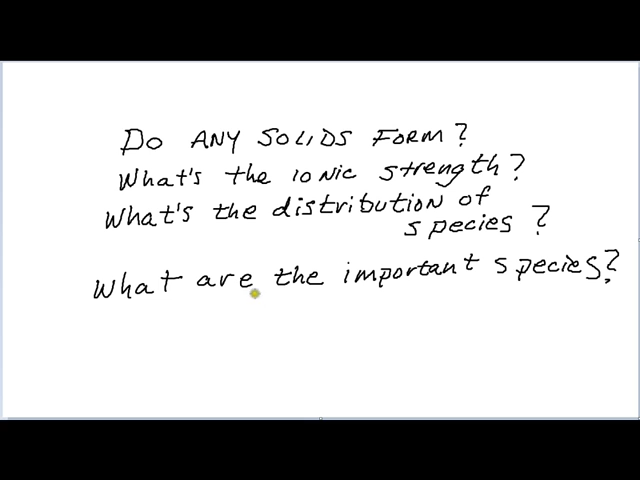 Do ANY SOLIDS FORM?
What's the ionic strength?
What's the distribution of
species?
What are the important species?